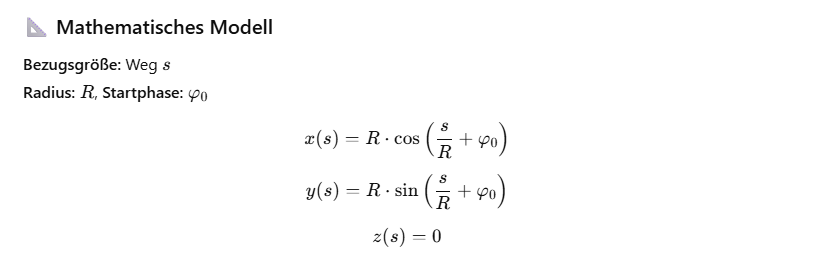 📐 Mathematisches Modell
Bezugsgröße: Weg s
Radius: R, Startphase: φ₀
x(s) = R · cos(s/R + φ₀)
y(s) = R · sin(s/R + φ₀)
z(s) = 0